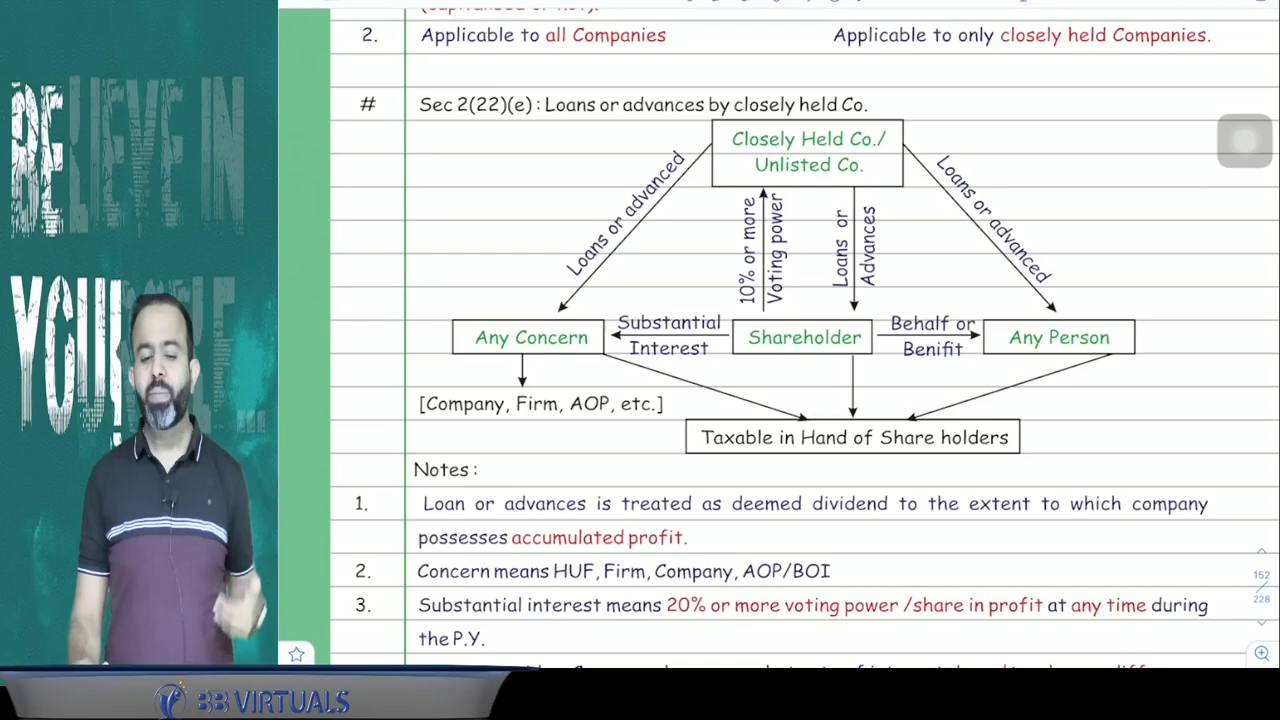 BELIEVE IN
YOU
2. Applicable to all Companies Applicable to only closely held Companies.
# Sec 2(22)(e) : Loans or advances by closely held Co.
Closely Held Co./
Unlisted Co.
Loans or advanced
10% or more
Voting power
Loans or
Advances
Loans or advanced
Any Concern
Substantial
Interest
Shareholder
Behalf or
Benifit
Any Person
[Company, Firm, AOP, etc.]
Taxable in Hand of Share holders
Notes :
1. Loan or advances is treated as deemed dividend to the extent to which company
possesses accumulated profit.
2. Concern means HUF, Firm, Company, AOP/BOI
152
228
3. Substantial interest means 20% or more voting power /share in profit at any time during
the P.Y.
BB VIRTUALS